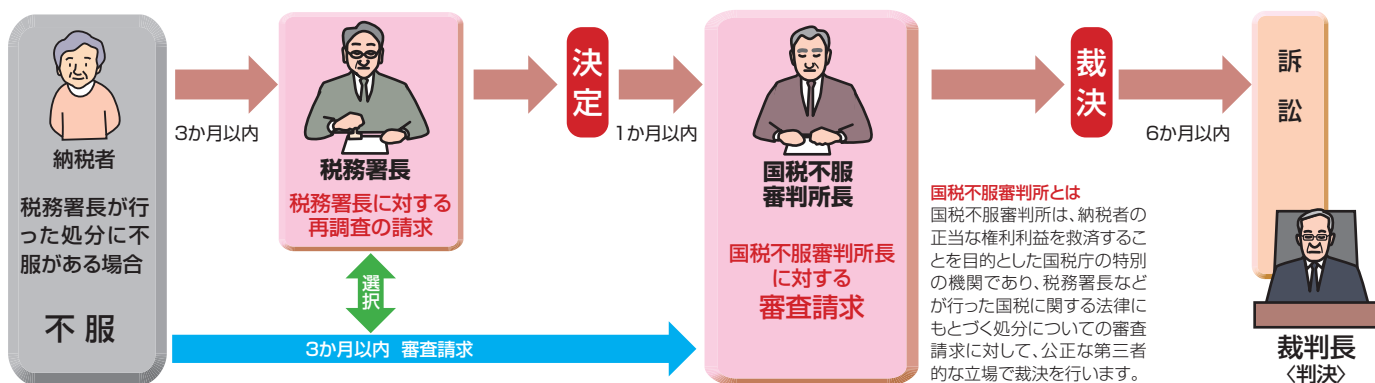 納税者
税務署長が行
った処分に不
服がある場合
不服
3か月以内
税務署長
税務署長に対する
再調査の請求
選択
3か月以内 審査請求
決定
1か月以内
国税不服
審判所長
国税不服審判所長
に対する
審査請求
裁決
6か月以内
国税不服審判所とは
国税不服審判所は、納税者の
正当な権利利益を救済するこ
とを目的とした国税庁の特別
の機関であり、税務署長など
が行った国税に関する法律に
もとづく処分についての審査
請求に対して、公正な第三者
的な立場で裁決を行います。
訴訟
裁判長
〈判決〉